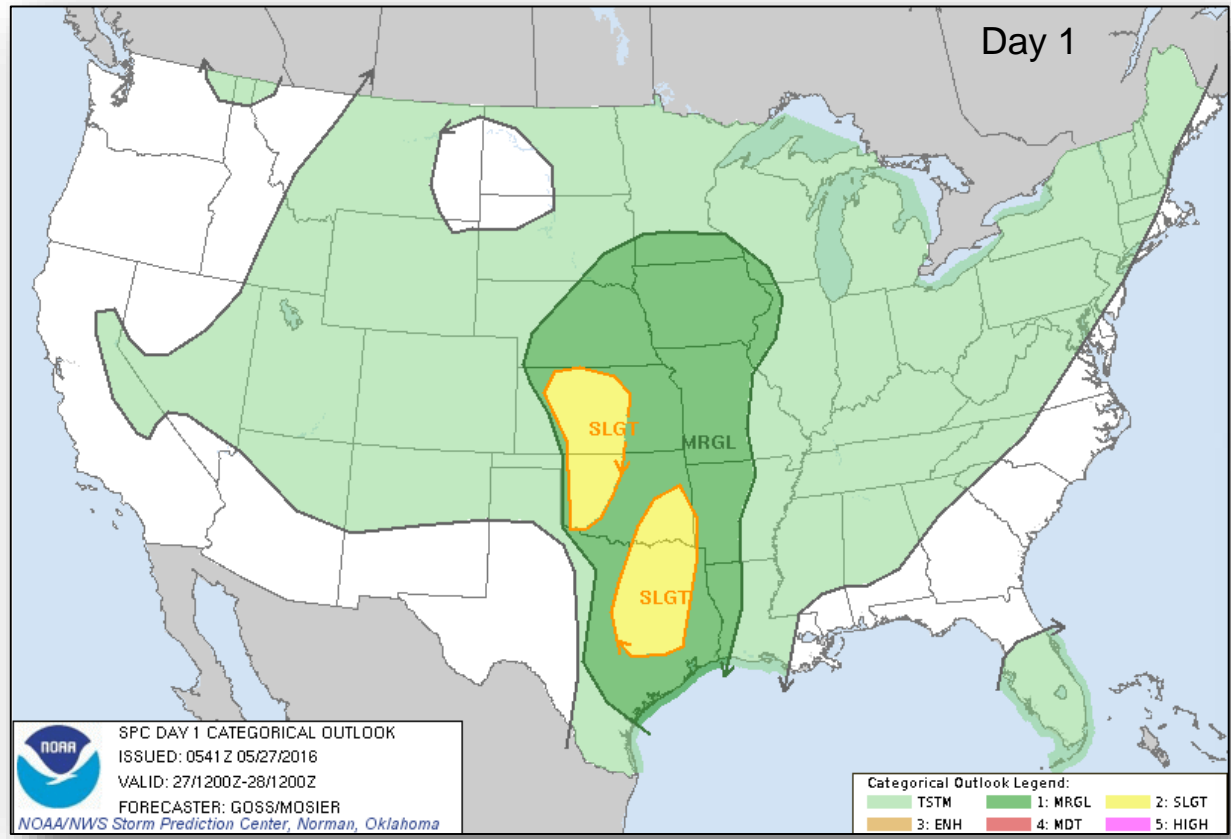 Day 1
SLGT
MRGL
SLGT
NOAA
SPC DAY 1 CATEGORICAL OUTLOOK
ISSUED: 0541Z 05/27/2016
VALID: 27/1200Z-28/1200Z
FORECASTER: GOSS/MOSIER
NOAA/NWS Storm Prediction Center, Norman, Oklahoma
Categorical Outlook Legend:
TSTM 1: MRGL 2: SLGT
3: ENH 4: MDT 5: HIGH